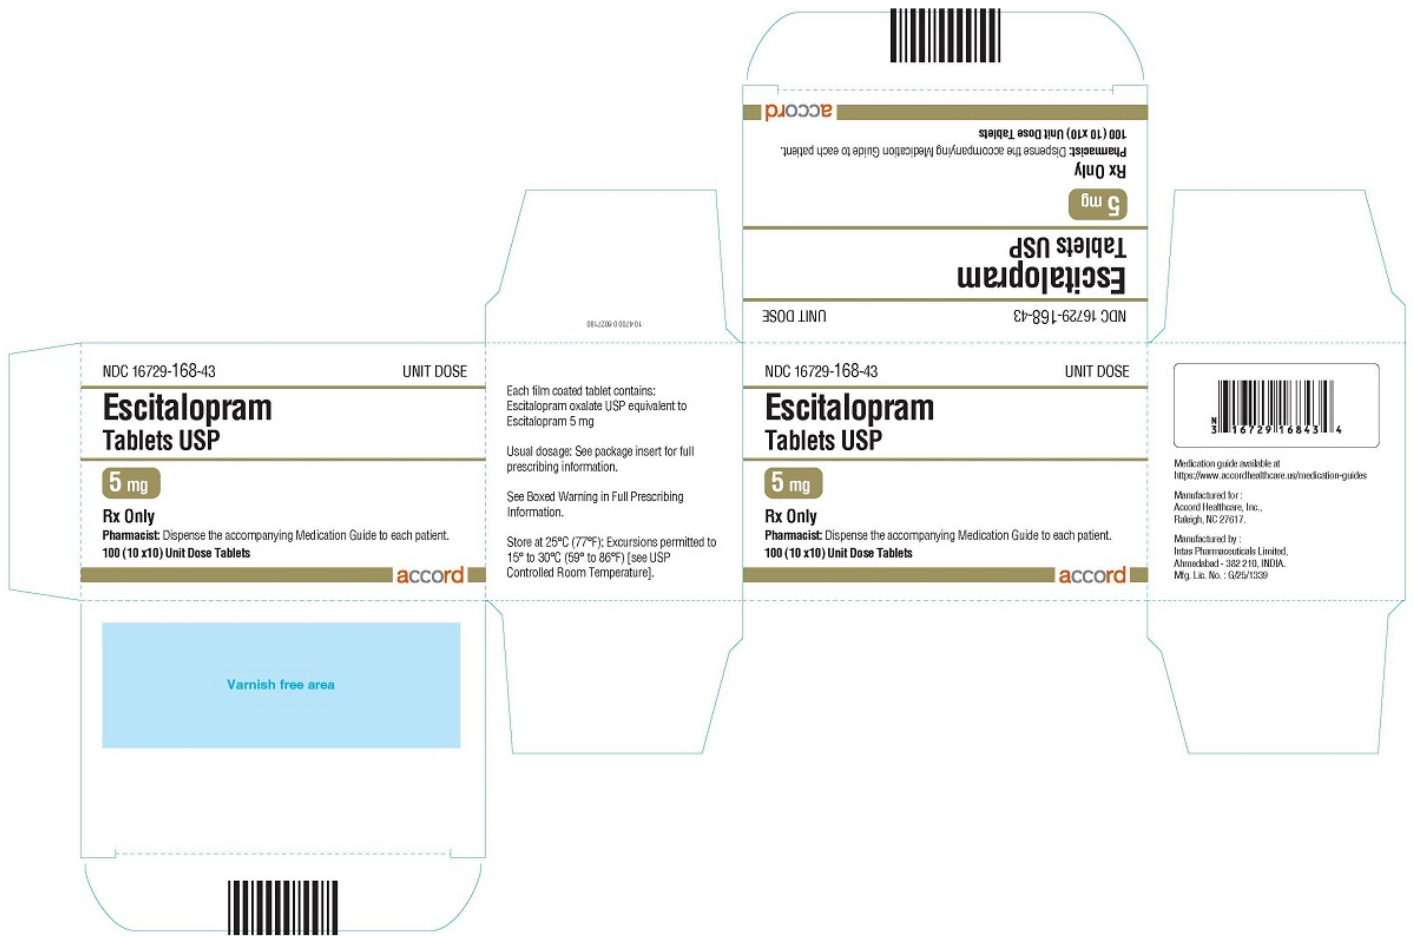 accord
100 (10 x10) Unit Dose Tablets
Pharmacist: Dispense the accompanying Medication Guide to each patient.
Rx Only
5 mg
Tablets USP
Escitalopram
NDC 16729-168-43 UNIT DOSE
NDC 16729-168-43 UNIT DOSE
Escitalopram
Tablets USP
5 mg
Rx Only
Pharmacist: Dispense the accompanying Medication Guide to each patient.
100 (10 x10) Unit Dose Tablets
accord
Each film coated tablet contains:
Escitalopram oxalate USP equivalent to
Escitalopram 5 mg
Usual dosage: See package insert for full
prescribing information.
See Boxed Warning in Full Prescribing
Information.
Store at 25°C (77°F); Excursions permitted to
15° to 30°C (59° to 86°F) [see USP
Controlled Room Temperature].
NDC 16729-168-43 UNIT DOSE
Escitalopram
Tablets USP
5 mg
Rx Only
Pharmacist: Dispense the accompanying Medication Guide to each patient.
100 (10 x10) Unit Dose Tablets
accord
N
3 16729 16843 4
Medication guide available at
https://www.accordhealthcare.us/medication-guides
Manufactured for :
Accord Healthcare, Inc.,
Raleigh, NC 27617.
Manufactured by :
Intas Pharmaceuticals Limited,
Ahmedabad - 382 210, INDIA.
Mfg. Lic. No. : G/25/1339
Varnish free area